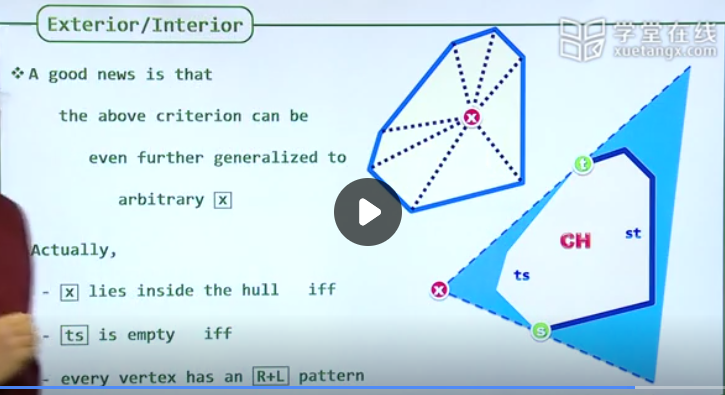 Exterior/Interior
学堂在线
xuetangx.com
❖ A good news is that
the above criterion can be
even further generalized to
arbitrary x
Actually,
- x lies inside the hull iff
- ts is empty iff
- every vertex has an R+L pattern
x
t
CH
st
ts
x
s